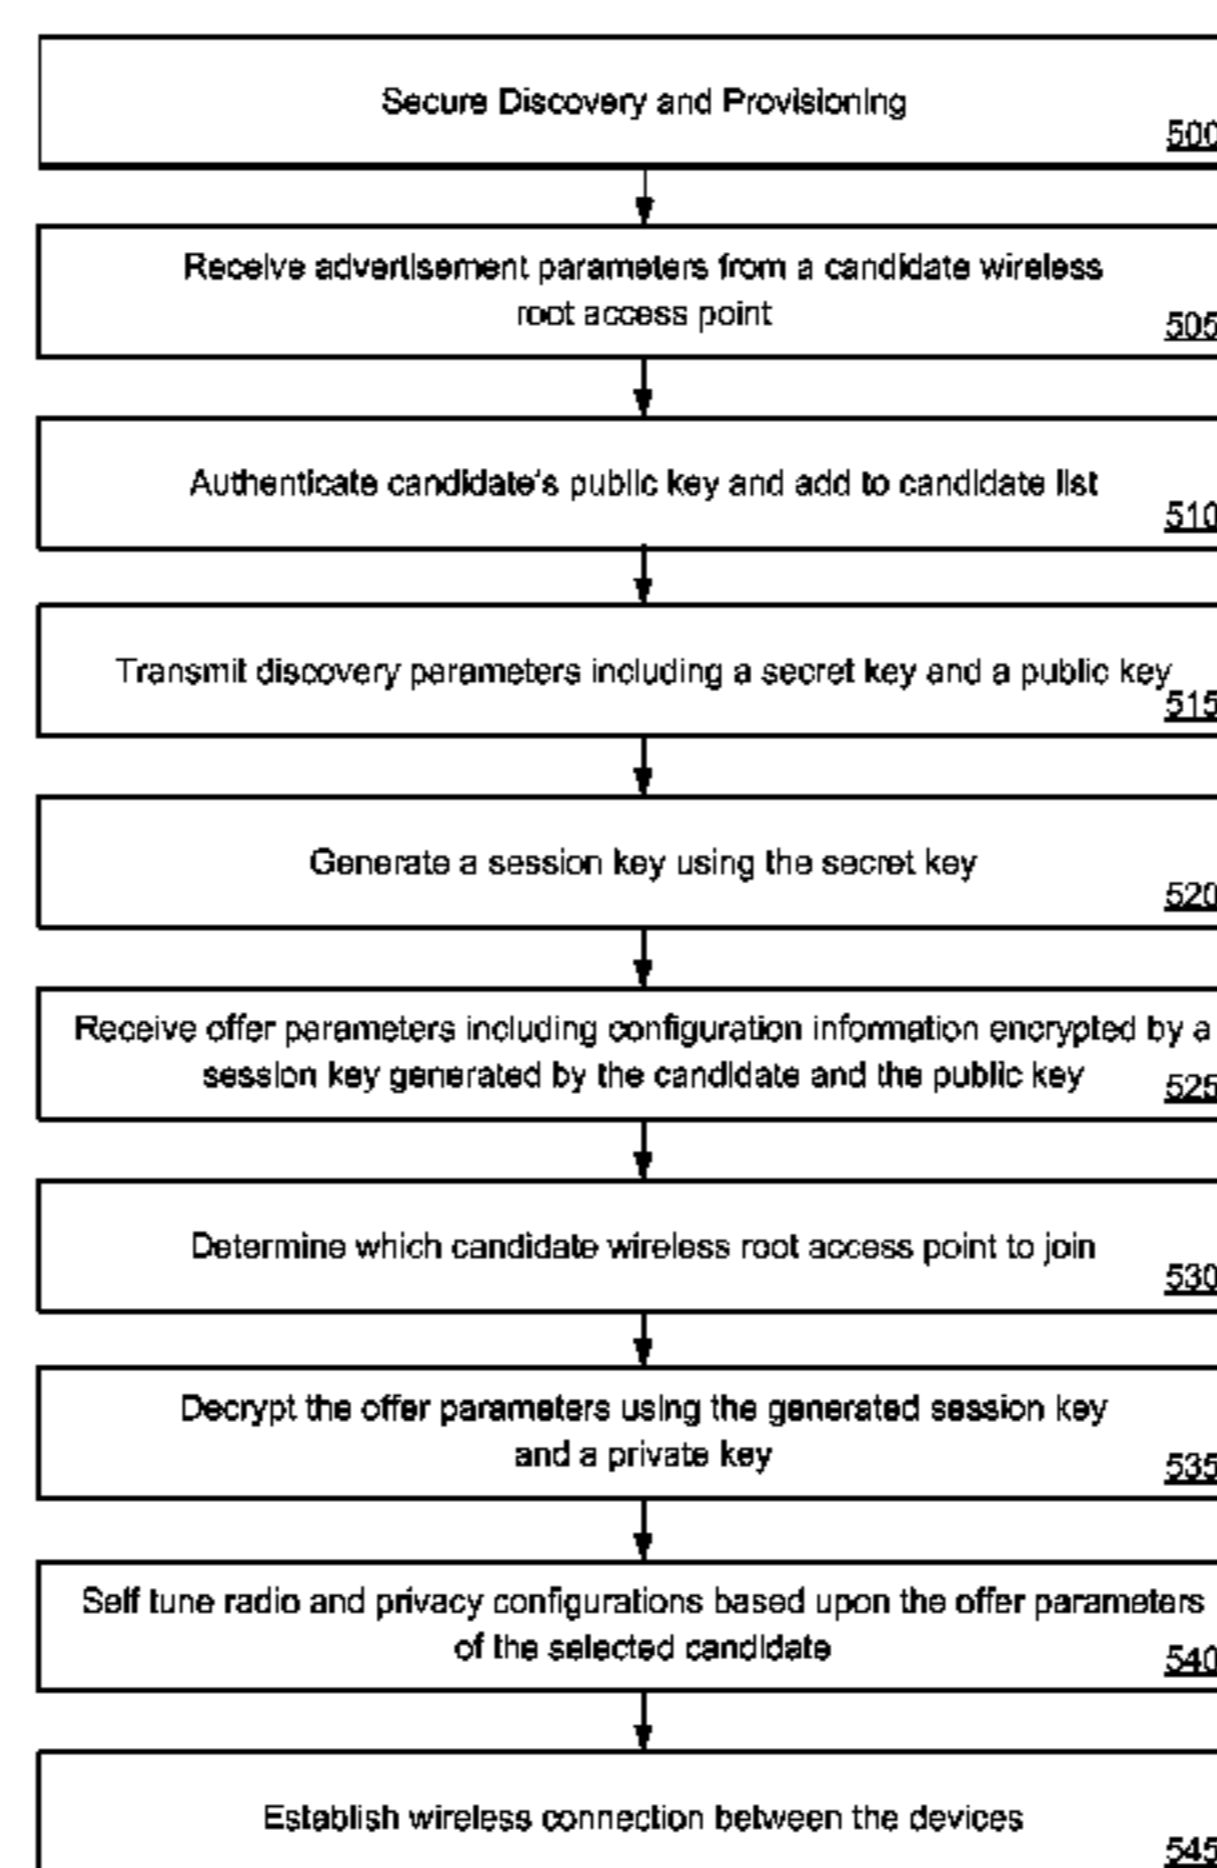 Secure Discovery and Provisioning
500
Receive advertisement parameters from a candidate wireless
root access point
505
Authenticate candidate's public key and add to candidate list
510
Transmit discovery parameters including a secret key and a public key
515
Generate a session key using the secret key
520
Receive offer parameters including configuration information encrypted by a
session key generated by the candidate and the public key
525
Determine which candidate wireless root access point to join
530
Decrypt the offer parameters using the generated session key
and a private key
535
Self tune radio and privacy configurations based upon the offer parameters
of the selected candidate
540
Establish wireless connection between the devices
545